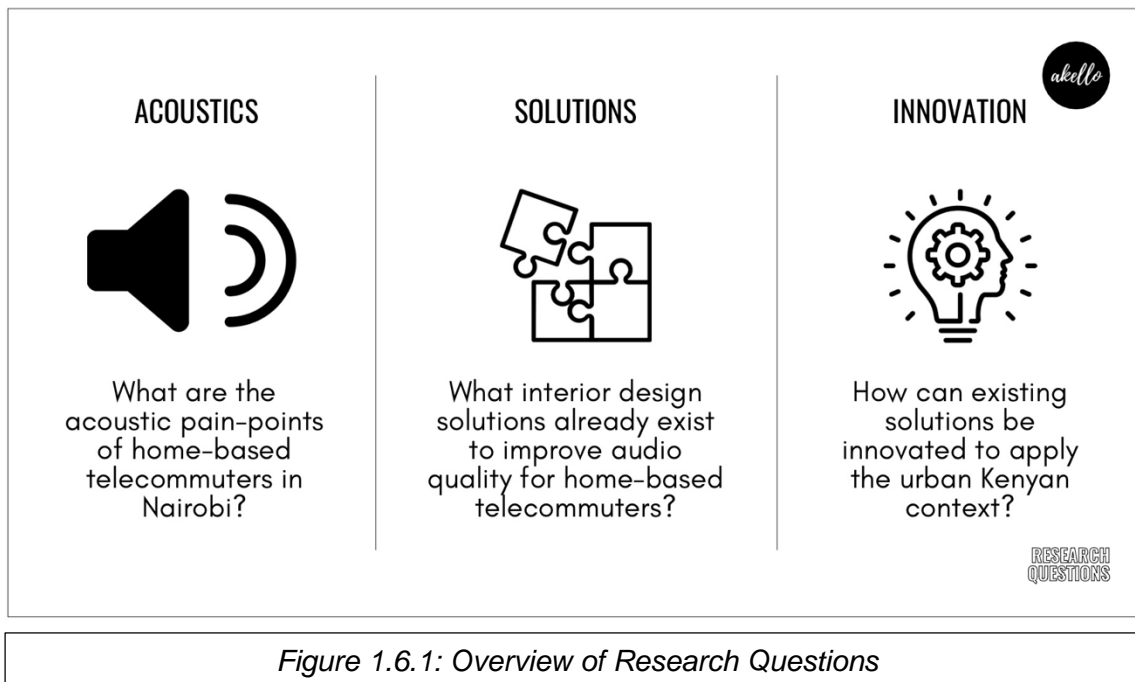 akello
ACOUSTICS
What are the
acoustic pain-points
of home-based
telecommuters in
Nairobi?
SOLUTIONS
What interior design
solutions already exist
to improve audio
quality for home-based
telecommuters?
INNOVATION
How can existing
solutions be
innovated to apply
the urban Kenyan
context?
RESEARCH
QUESTIONS
Figure 1.6.1: Overview of Research Questions